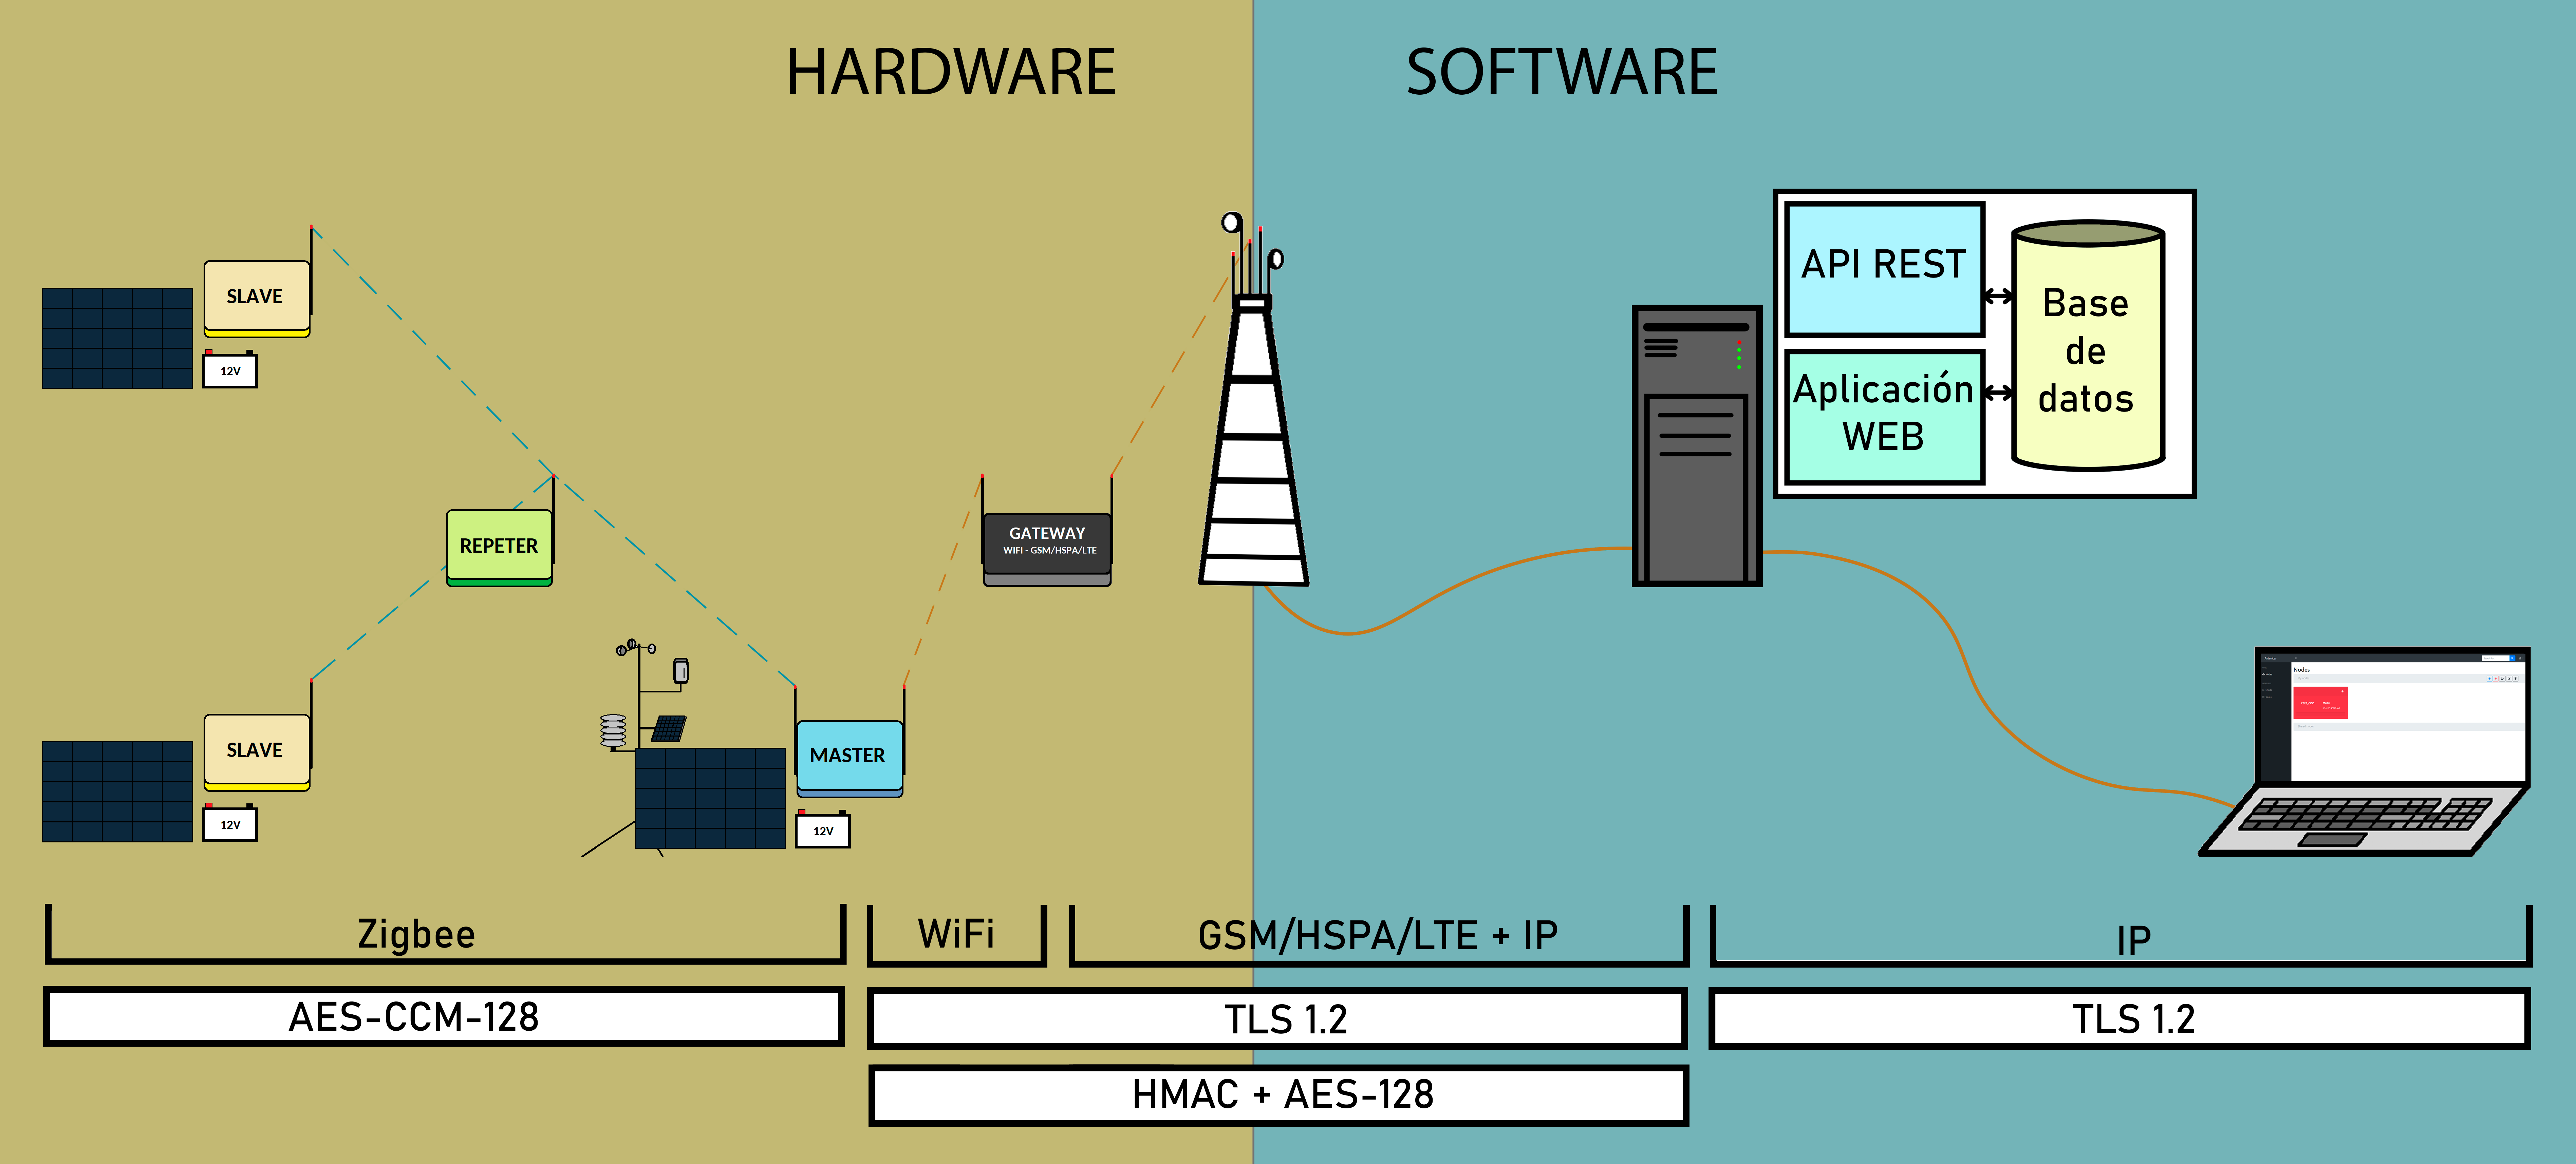 HARDWARE
SOFTWARE
SLAVE
12V
REPETER
SLAVE
12V
MASTER
12V
GATEWAY
WIFI - GSM/HSPA/LTE
API REST
Aplicación
WEB
Base
de
datos
Nodes
Zigbee
WiFi
GSM/HSPA/LTE + IP
IP
AES-CCM-128
TLS 1.2
TLS 1.2
HMAC + AES-128